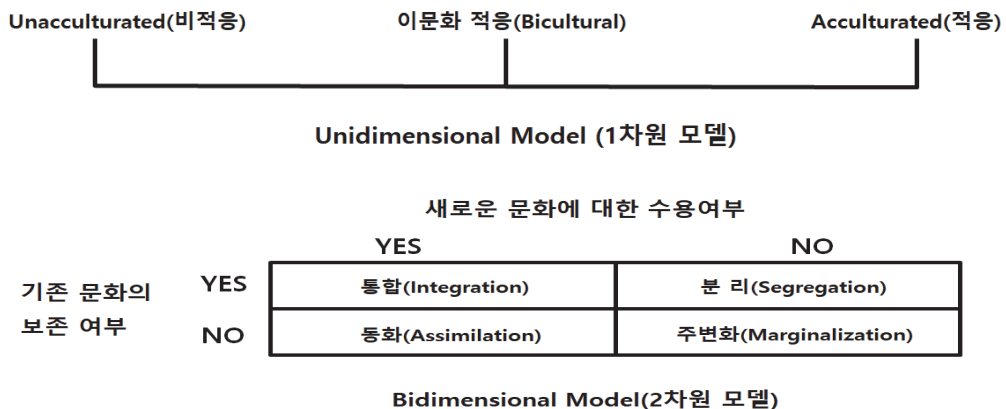 Unacculturated(비적응) 이문화 적응(Bicultural) Acculturated(적응)
Unidimensional Model (1차원 모델)
새로운 문화에 대한 수용여부
YES NO
기존 문화의
보존 여부
YES 통합(Integration) 분 리(Segregation)
NO 동화(Assimilation) 주변화(Marginalization)
Bidimensional Model(2차원 모델)